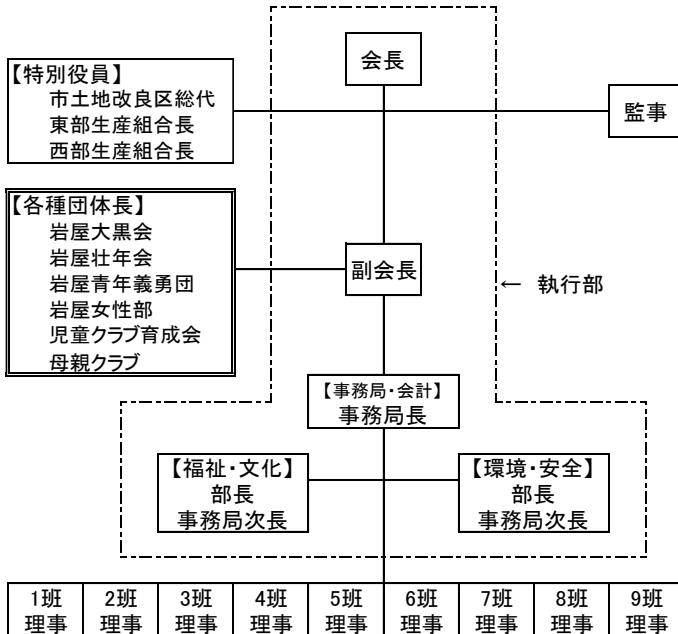 会長
【特別役員】
市土地改良区総代
東部生産組合長
西部生産組合長
監事
【各種団体長】
岩屋大黒会
岩屋壮年会
岩屋青年義勇団
岩屋女性部
児童クラブ育成会
母親クラブ
副会長
← 執行部
【事務局・会計】
事務局長
【福祉・文化】
部長
事務局次長
【環境・安全】
部長
事務局次長
1班 2班 3班 4班 5班 6班 7班 8班 9班
理事 理事 理事 理事 理事 理事 理事 理事 理事